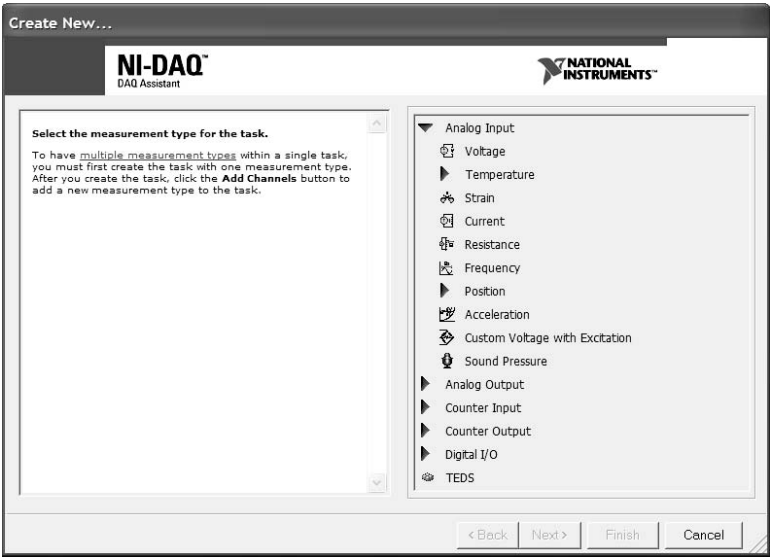 Create New...
NI-DAQ™
DAQ Assistant
NATIONAL
INSTRUMENTS™
Select the measurement type for the task.
To have multiple measurement types within a single task,
you must first create the task with one measurement type.
After you create the task, click the Add Channels button to
add a new measurement type to the task.
Analog Input
Voltage
Temperature
Strain
Current
Resistance
Frequency
Position
Acceleration
Custom Voltage with Excitation
Sound Pressure
Analog Output
Counter Input
Counter Output
Digital I/O
TEDS
< Back
Next >
Finish
Cancel